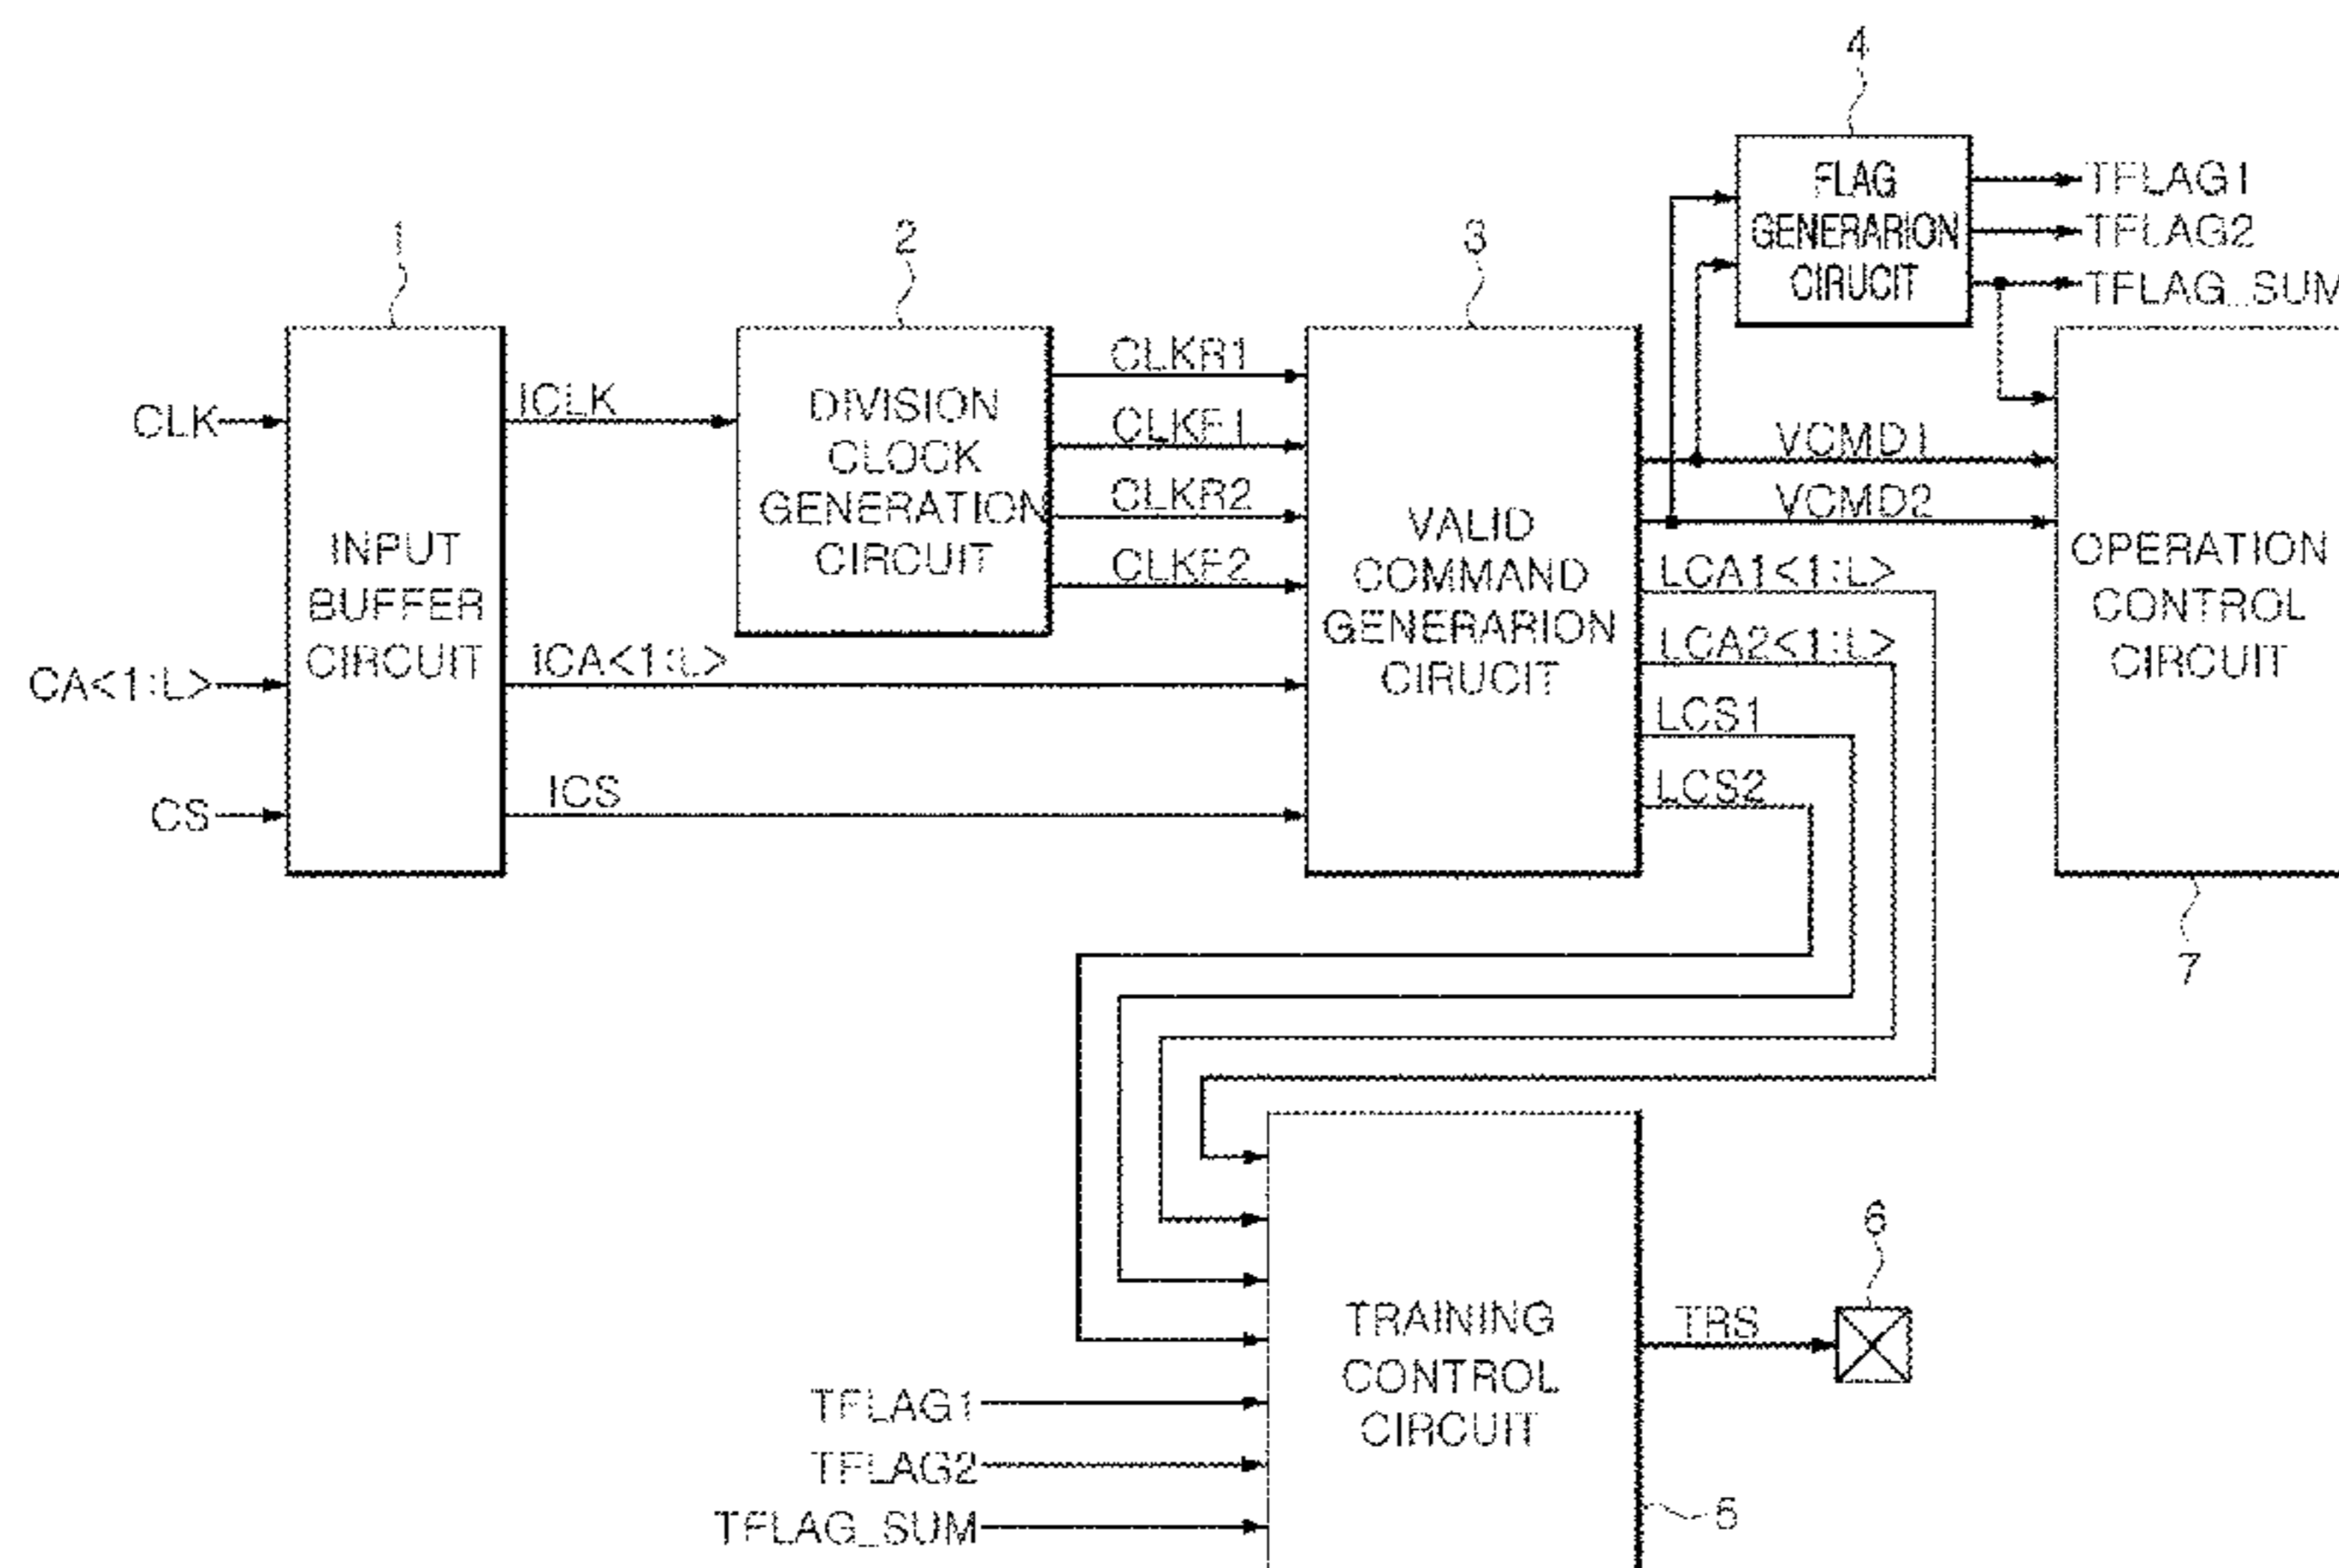 4
FLAG
GENERARION
CIRUCIT
TFLAG1
TFLAG2
TFLAG_SUM
1
2
3
CLK
CA<1:L>
CS
INPUT
BUFFER
CIRCUIT
ICLK
ICA<1:L>
ICS
DIVISION
CLOCK
GENERATION
CIRCUIT
CLKR1
CLKF1
CLKR2
CLKF2
VALID
COMMAND
GENERARION
CIRUCIT
VCMD1
VCMD2
LCA1<1:L>
LCA2<1:L>
LCS1
LCS2
OPERATION
CONTROL
CIRCUIT
7
TFLAG1
TFLAG2
TFLAG_SUM
TRAINING
CONTROL
CIRCUIT
TRS
6
5